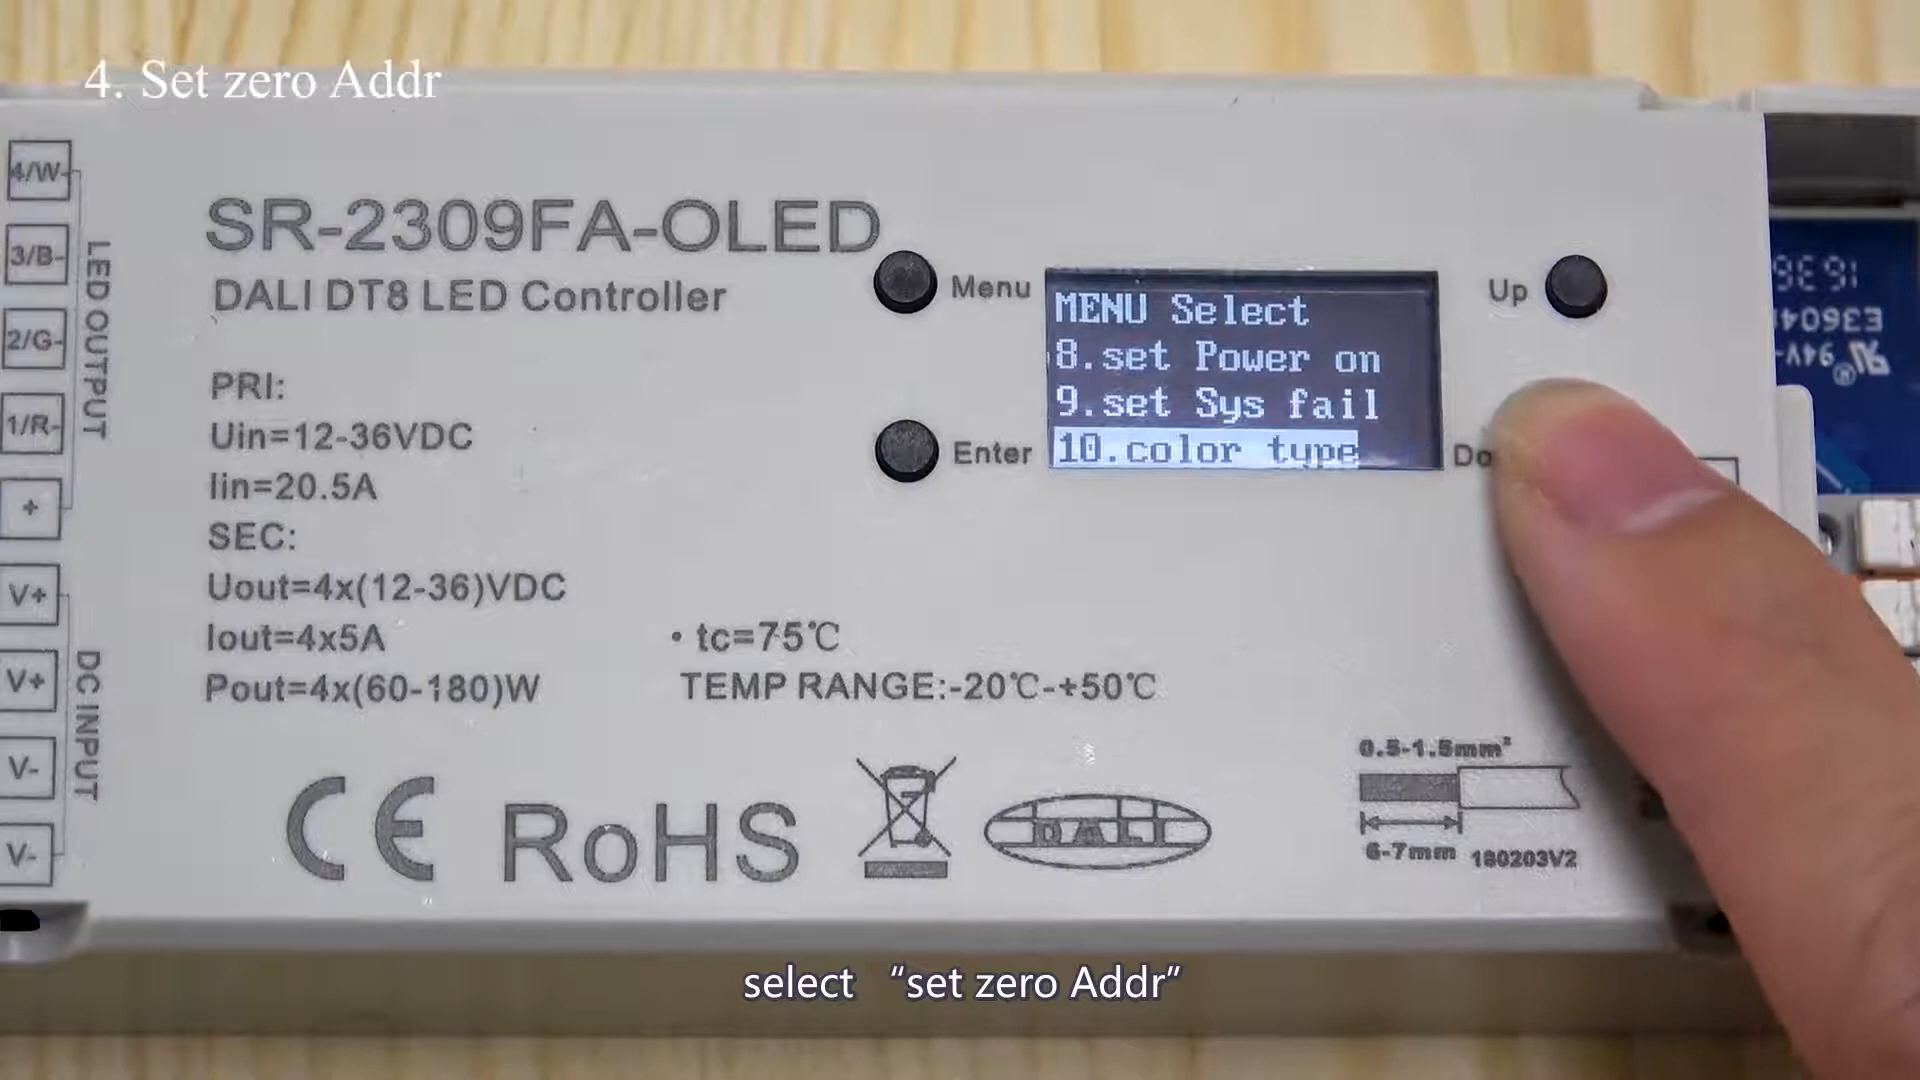 4. Set zero Addr
4/W-
3/B-
2/G-
1/R-
+
LED OUTPUT
V+
V+
V-
V-
DC INPUT
SR-2309FA-OLED
DALI DT8 LED Controller
PRI:
Uin=12-36VDC
Iin=20.5A
SEC:
Uout=4x(12-36)VDC
Iout=4x5A
Pout=4x(60-180)W
• tc=75℃
TEMP RANGE:-20℃-+50℃
Menu
Enter
MENU Select
8.set Power on
9.set Sys fail
10.color type
Up
Do
CE
RoHS
DALI
0.5-1.5mm²
6-7mm
180203V2
select “set zero Addr”